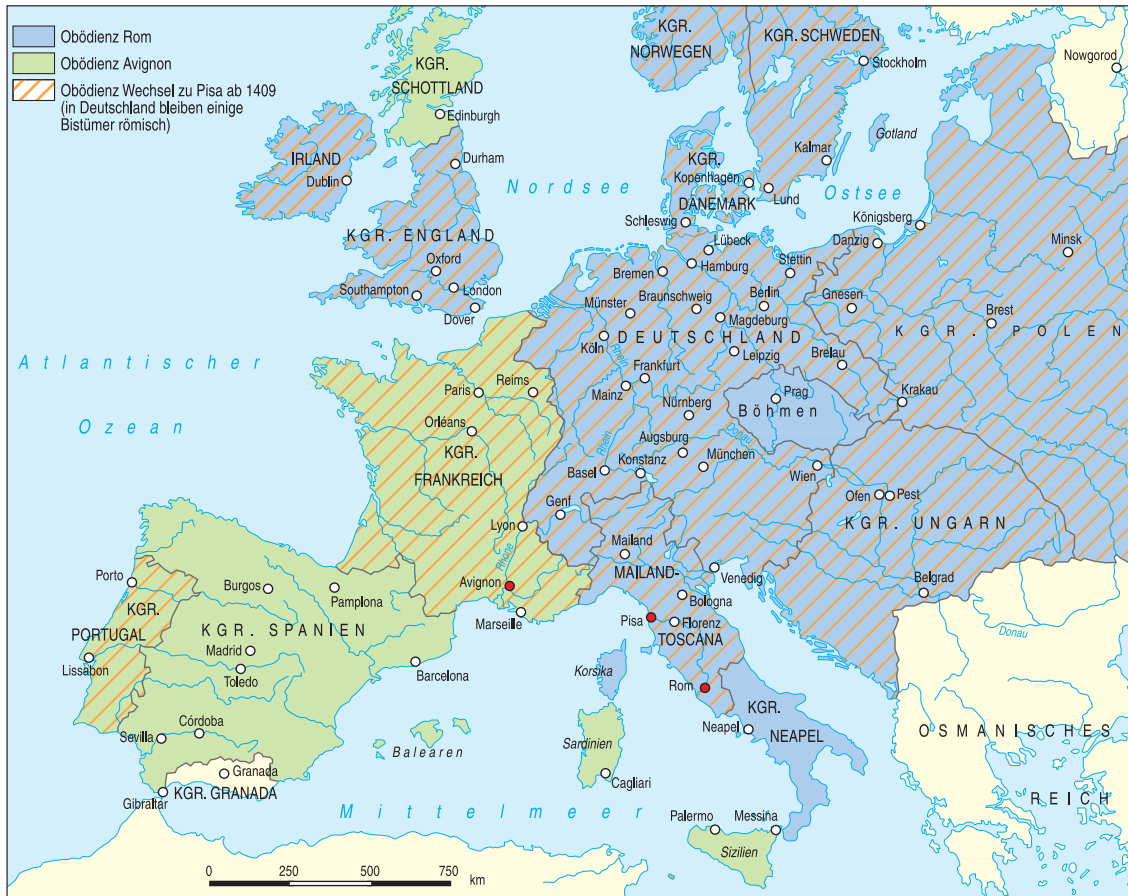 Obödienz Rom
Obödienz Avignon
Obödienz Wechsel zu Pisa ab 1409
(in Deutschland bleiben einige
Bistümer römisch)
KGR.
NORWEGEN
KGR. SCHWEDEN
Stockholm
Nowgorod
KGR.
SCHOTTLAND
Edinburgh
Gotland
IRLAND
Dublin
Durham
Kalmar
KGR.
Kopenhagen
DÄNEMARK
Lund
Nordsee
Ostsee
Schleswig
Königsberg
KGR. ENGLAND
Lübeck
Danzig
Minsk
Oxford
Bremen
Hamburg
Stettin
Southampton
London
Dover
Münster
Braunschweig
Berlin
Gnesen
Magdeburg
Brest
KGR. POLEN
DEUTSCHLAND
Köln
Rhein
Leipzig
Brelau
Atlantischer
Ozean
Frankfurt
Paris
Reims
Mainz
Prag
Krakau
Böhmen
Nürnberg
Orléans
Donau
Augsburg
KGR.
FRANKREICH
Rhein
München
Basel
Konstanz
Wien
Ofen
Pest
Genf
KGR. UNGARN
Lyon
Rhône
Mailand
MAILAND-
Venedig
Porto
Burgos
Pamplona
Avignon
Belgrad
Bologna
KGR.
PORTUGAL
Marseille
Pisa
Florenz
TOSCANA
Donau
KGR. SPANIEN
Madrid
Lissabon
Toledo
Barcelona
Korsika
Rom
KGR.
NEAPEL
Neapel
OSMANISCHES
REICH
Córdoba
Sevilla
Balearen
Sardinien
Cagliari
Granada
KGR. GRANADA
Gibraltar
Mittelmeer
Palermo
Messina
Sizilien
0 250 500 750
km